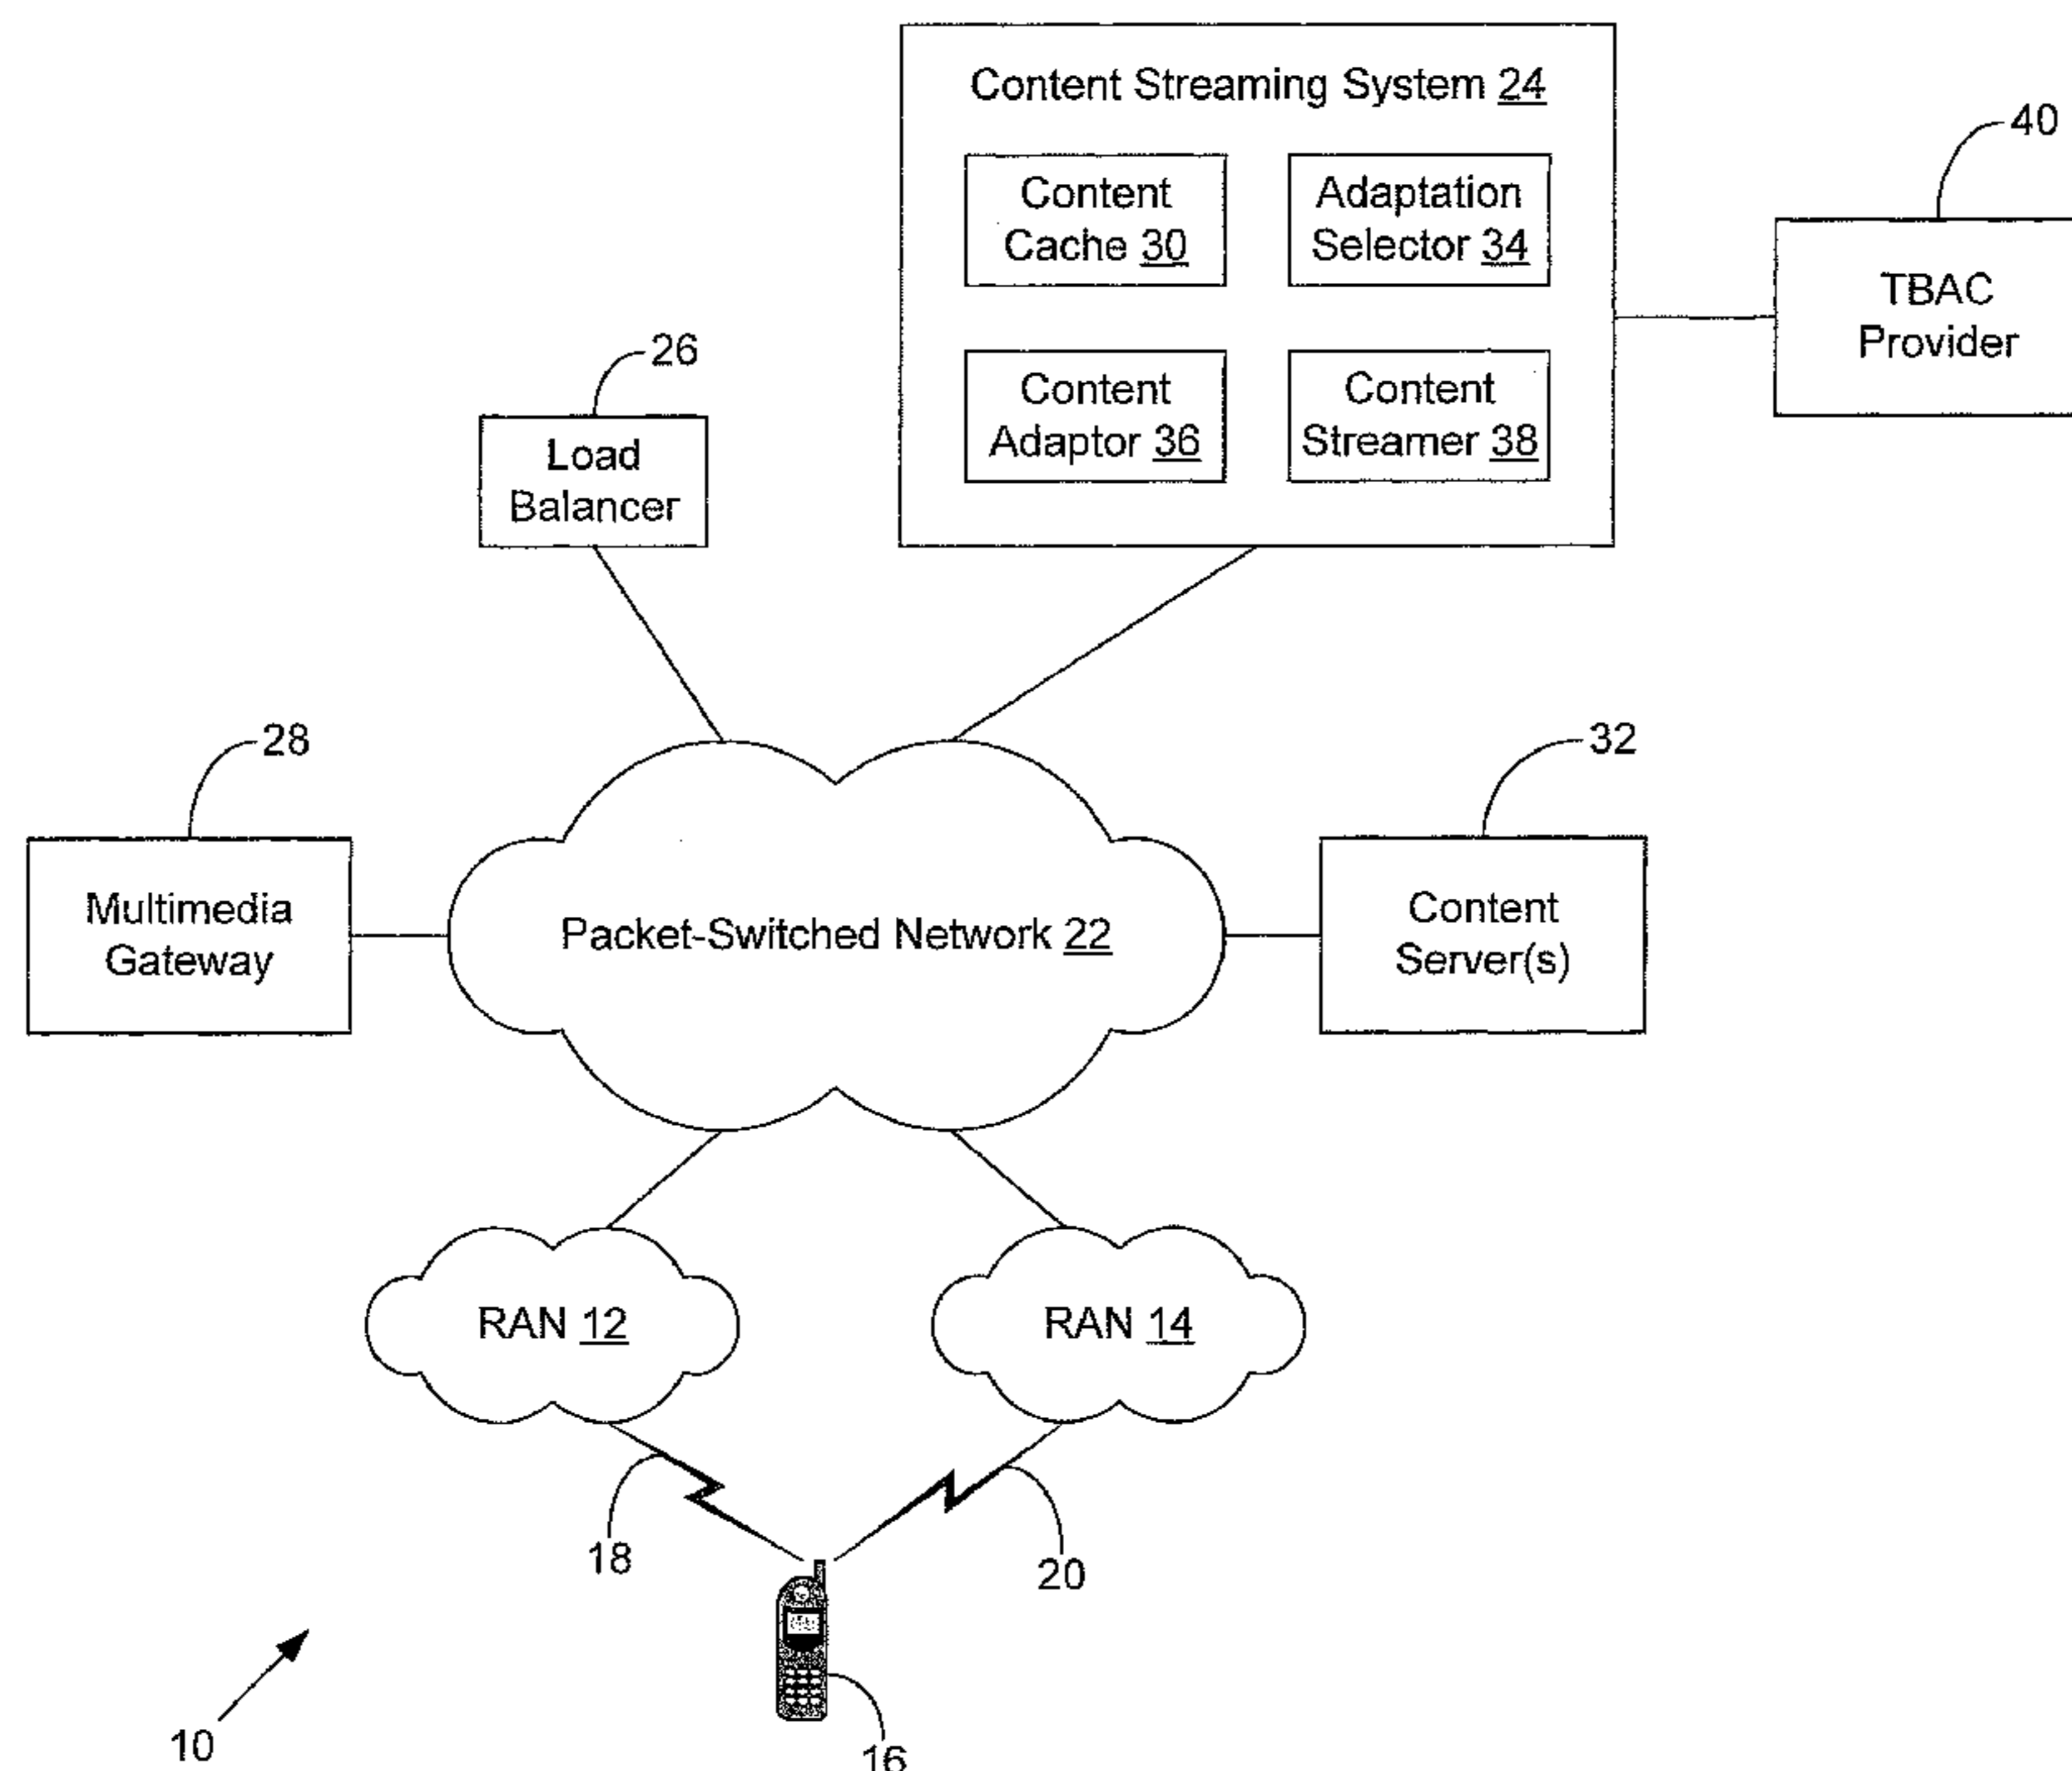 Content Streaming System 24
Content
Cache 30
Adaptation
Selector 34
40
TBAC
Provider
26
Load
Balancer
Content
Adaptor 36
Content
Streamer 38
28
Multimedia
Gateway
Packet-Switched Network 22
32
Content
Server(s)
RAN 12
RAN 14
18
20
10
16